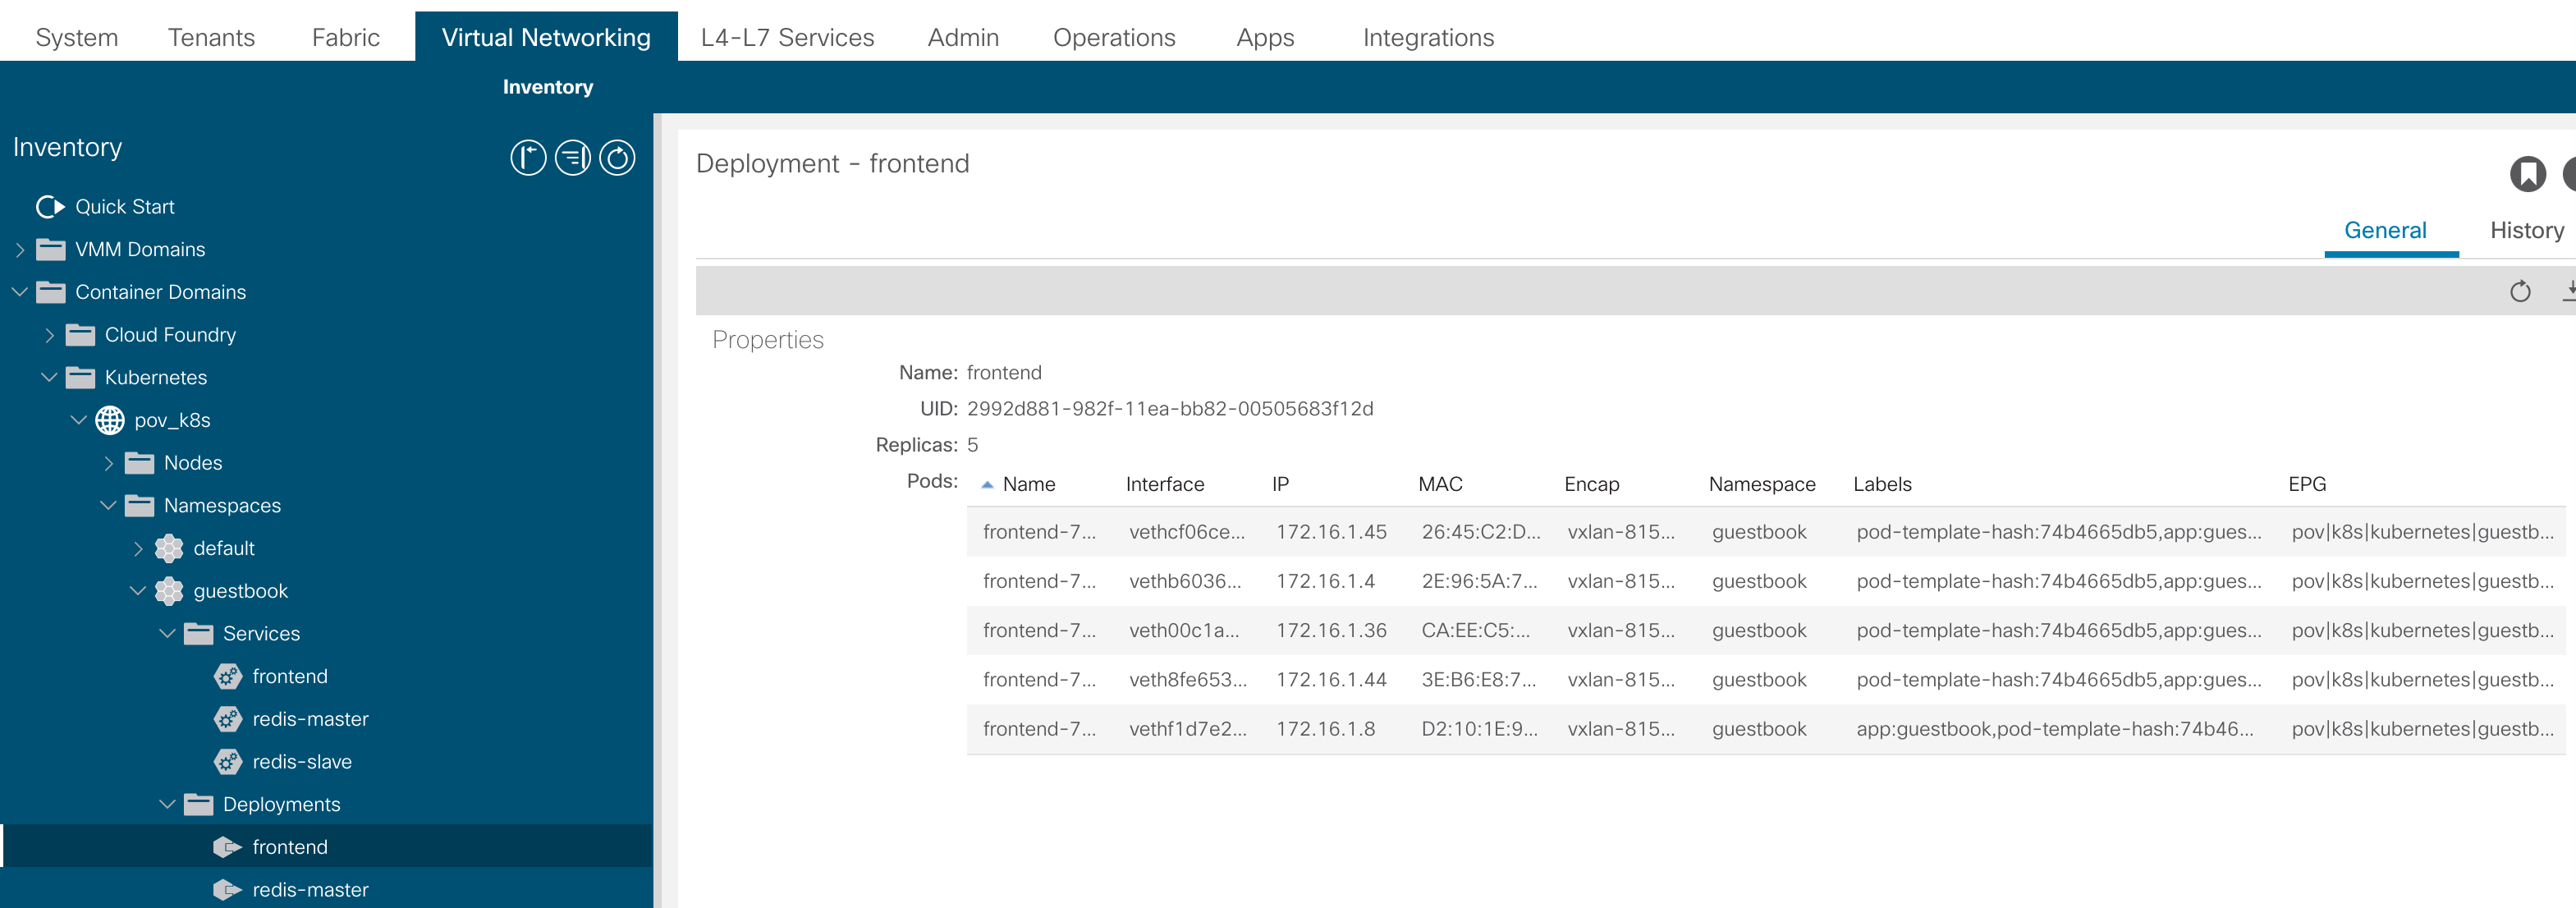 System Tenants Fabric Virtual Networking L4-L7 Services Admin Operations Apps Integrations
Inventory
Inventory
Quick Start
VMM Domains
Container Domains
Cloud Foundry
Kubernetes
pov_k8s
Nodes
Namespaces
default
guestbook
Services
frontend
redis-master
redis-slave
Deployments
frontend
redis-master
Deployment - frontend
General History
Properties
Name: frontend
UID: 2992d881-982f-11ea-bb82-00505683f12d
Replicas: 5
Pods:
Name Interface IP MAC Encap Namespace Labels EPG
frontend-7... vethcf06ce... 172.16.1.45 26:45:C2:D... vxlan-815... guestbook pod-template-hash:74b4665db5,app:gues... pov|k8s|kubernetes|guestb...
frontend-7... vethb6036... 172.16.1.4 2E:96:5A:7... vxlan-815... guestbook pod-template-hash:74b4665db5,app:gues... pov|k8s|kubernetes|guestb...
frontend-7... veth00c1a... 172.16.1.36 CA:EE:C5:... vxlan-815... guestbook pod-template-hash:74b4665db5,app:gues... pov|k8s|kubernetes|guestb...
frontend-7... veth8fe653... 172.16.1.44 3E:B6:E8:7... vxlan-815... guestbook pod-template-hash:74b4665db5,app:gues... pov|k8s|kubernetes|guestb...
frontend-7... vethf1d7e2... 172.16.1.8 D2:10:1E:9... vxlan-815... guestbook app:guestbook,pod-template-hash:74b46... pov|k8s|kubernetes|guestb...